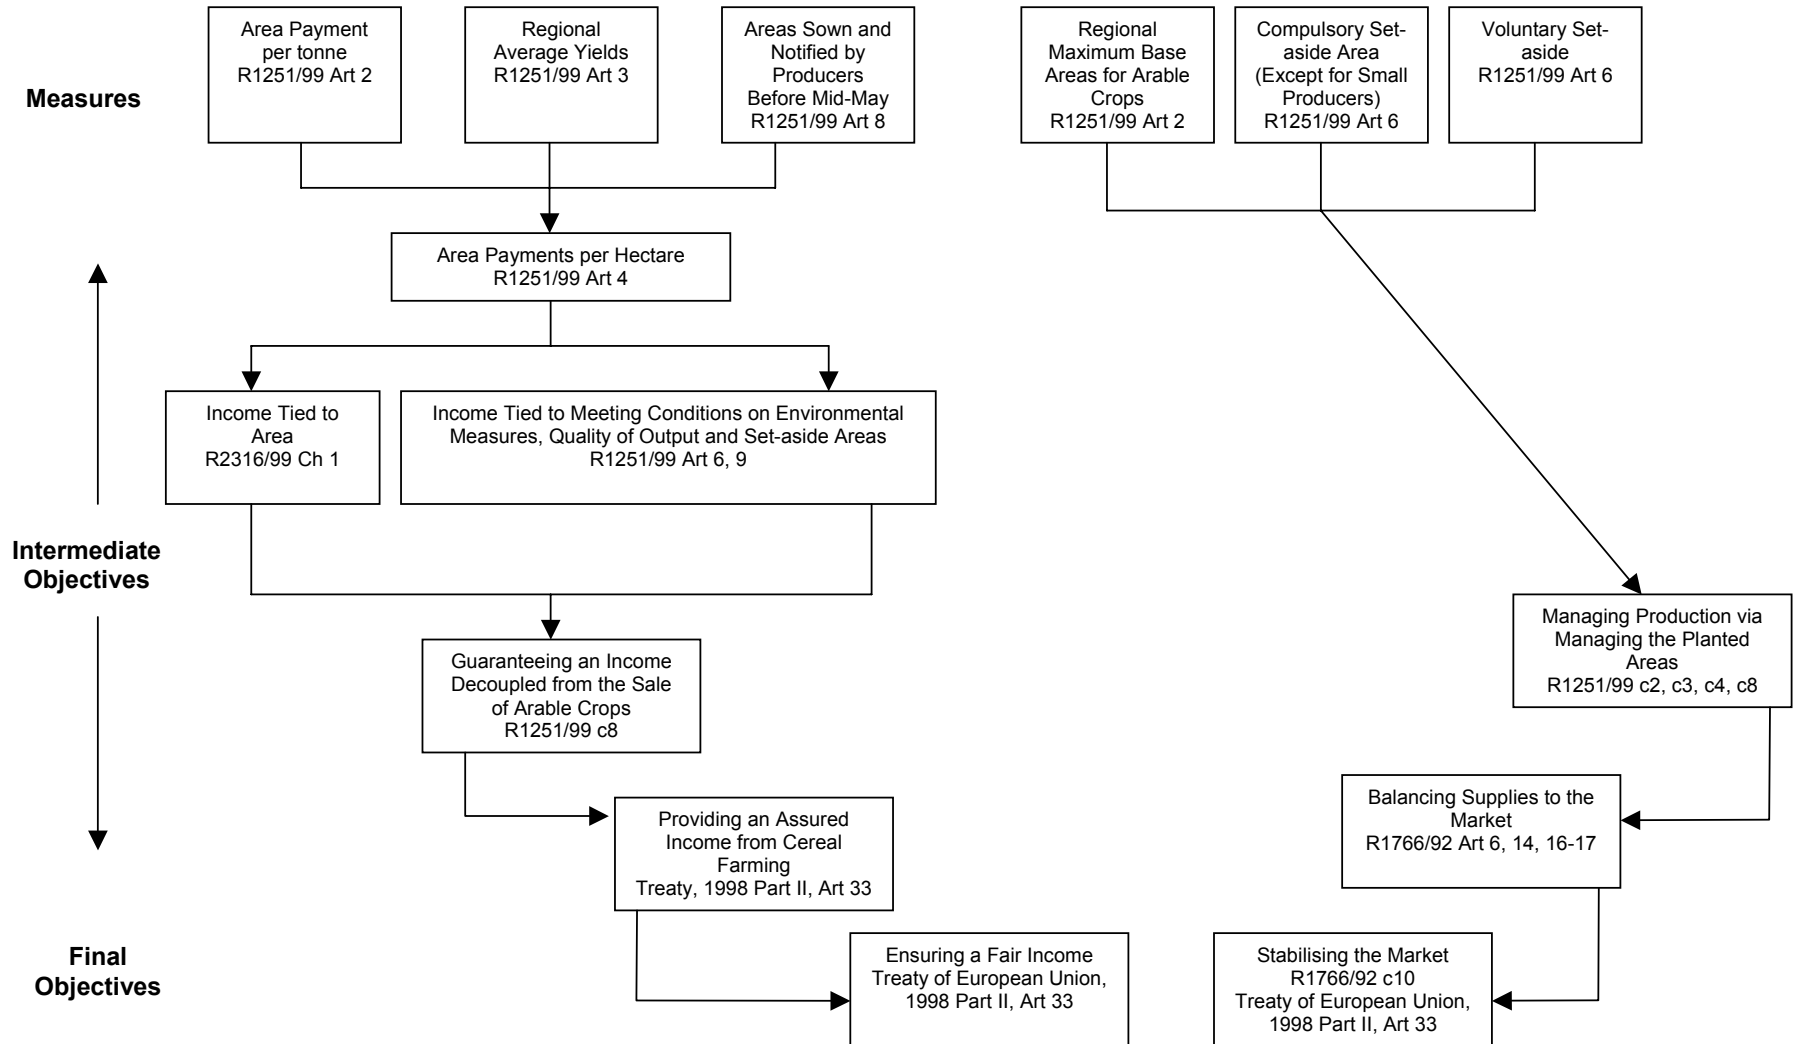 Measures
Area Payment
per tonne
R1251/99 Art 2
Regional
Average Yields
R1251/99 Art 3
Areas Sown and
Notified by
Producers
Before Mid-May
R1251/99 Art 8
Regional
Maximum Base
Areas for Arable
Crops
R1251/99 Art 2
Compulsory Set-
aside Area
(Except for Small
Producers)
R1251/99 Art 6
Voluntary Set-
aside
R1251/99 Art 6
Area Payments per Hectare
R1251/99 Art 4
Income Tied to
Area
R2316/99 Ch 1
Income Tied to Meeting Conditions on Environmental
Measures, Quality of Output and Set-aside Areas
R1251/99 Art 6, 9
Intermediate
Objectives
Guaranteeing an Income
Decoupled from the Sale
of Arable Crops
R1251/99 c8
Managing Production via
Managing the Planted
Areas
R1251/99 c2, c3, c4, c8
Providing an Assured
Income from Cereal
Farming
Treaty, 1998 Part II, Art 33
Balancing Supplies to the
Market
R1766/92 Art 6, 14, 16-17
Final
Objectives
Ensuring a Fair Income
Treaty of European Union,
1998 Part II, Art 33
Stabilising the Market
R1766/92 c10
Treaty of European Union,
1998 Part II, Art 33